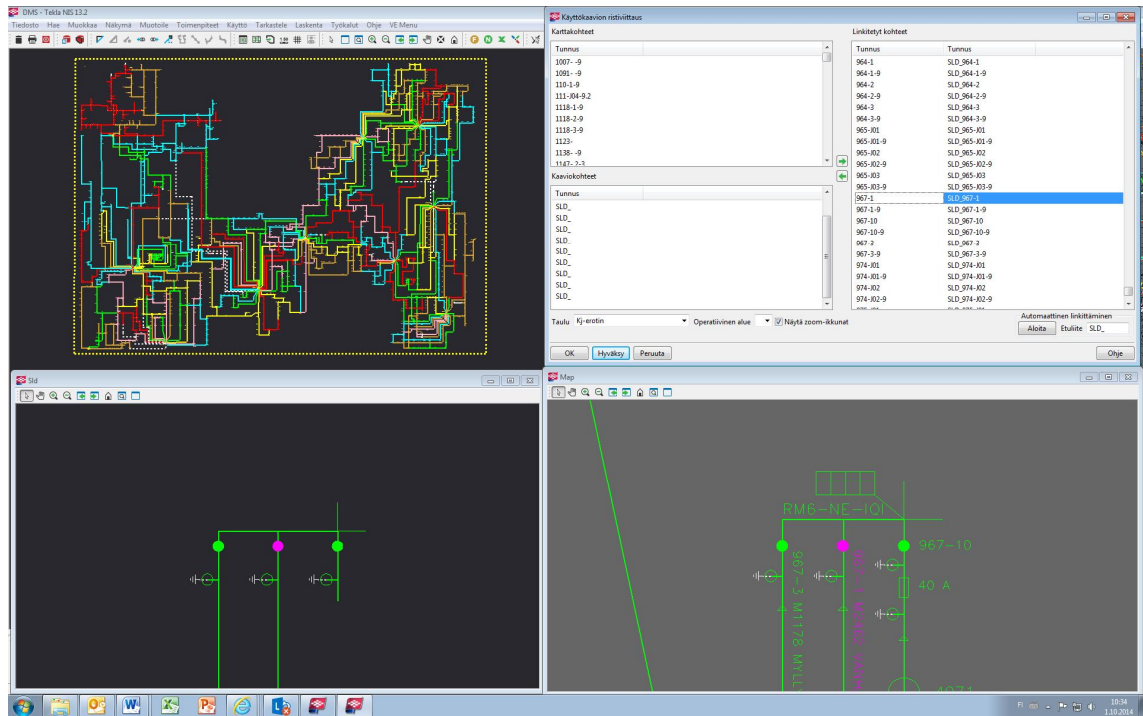 DMS - Tekla NIS 13.2
Tiedosto Hae Muokkaa Näkymä Muotoile Toimenpiteet Käyttö Tarkastele Laskenta Työkalut Ohje VE Menu
Käyttökaavion ristiviittaus
Karttakohteet
Tunnus
1007- -9
1091- -9
110-1-9
111-J04-9.2
1118-1-9
1118-2-9
1118-3-9
1123-
1138- -9
1147- 2-3
Kaaviokohteet
Tunnus
SLD_
SLD_
SLD_
SLD_
SLD_
SLD_
SLD_
SLD_
Linkitetyt kohteet
Tunnus Tunnus
964-1 SLD_964-1
964-1-9 SLD_964-1-9
964-2 SLD_964-2
964-2-9 SLD_964-2-9
964-3 SLD_964-3
964-3-9 SLD_964-3-9
965-J01 SLD_965-J01
965-J01-9 SLD_965-J01-9
965-J02 SLD_965-J02
965-J02-9 SLD_965-J02-9
965-J03 SLD_965-J03
965-J03-9 SLD_965-J03-9
967-1 SLD_967-1
967-1-9 SLD_967-1-9
967-10 SLD_967-10
967-10-9 SLD_967-10-9
967-3 SLD_967-3
967-3-9 SLD_967-3-9
974-J01 SLD_974-J01
974-J01-9 SLD_974-J01-9
974-J02 SLD_974-J02
974-J02-9 SLD_974-J02-9
Taulu Kj-erotin Operatiivinen alue Näytä zoom-ikkunat
Automaattinen linkittäminen
Aloita Etuliite SLD_
OK Hyväksy Peruuta Ohje
Sld
Map
RM6-NE-IQI
967-10
40 A
967-3 M1178 MYLLY
FI
10:34
1.10.2014